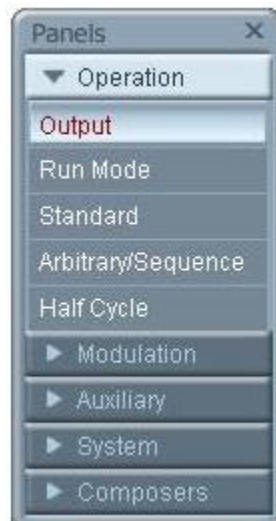 Panels
Operation
Output
Run Mode
Standard
Arbitrary/Sequence
Half Cycle
Modulation
Auxiliary
System
Composers